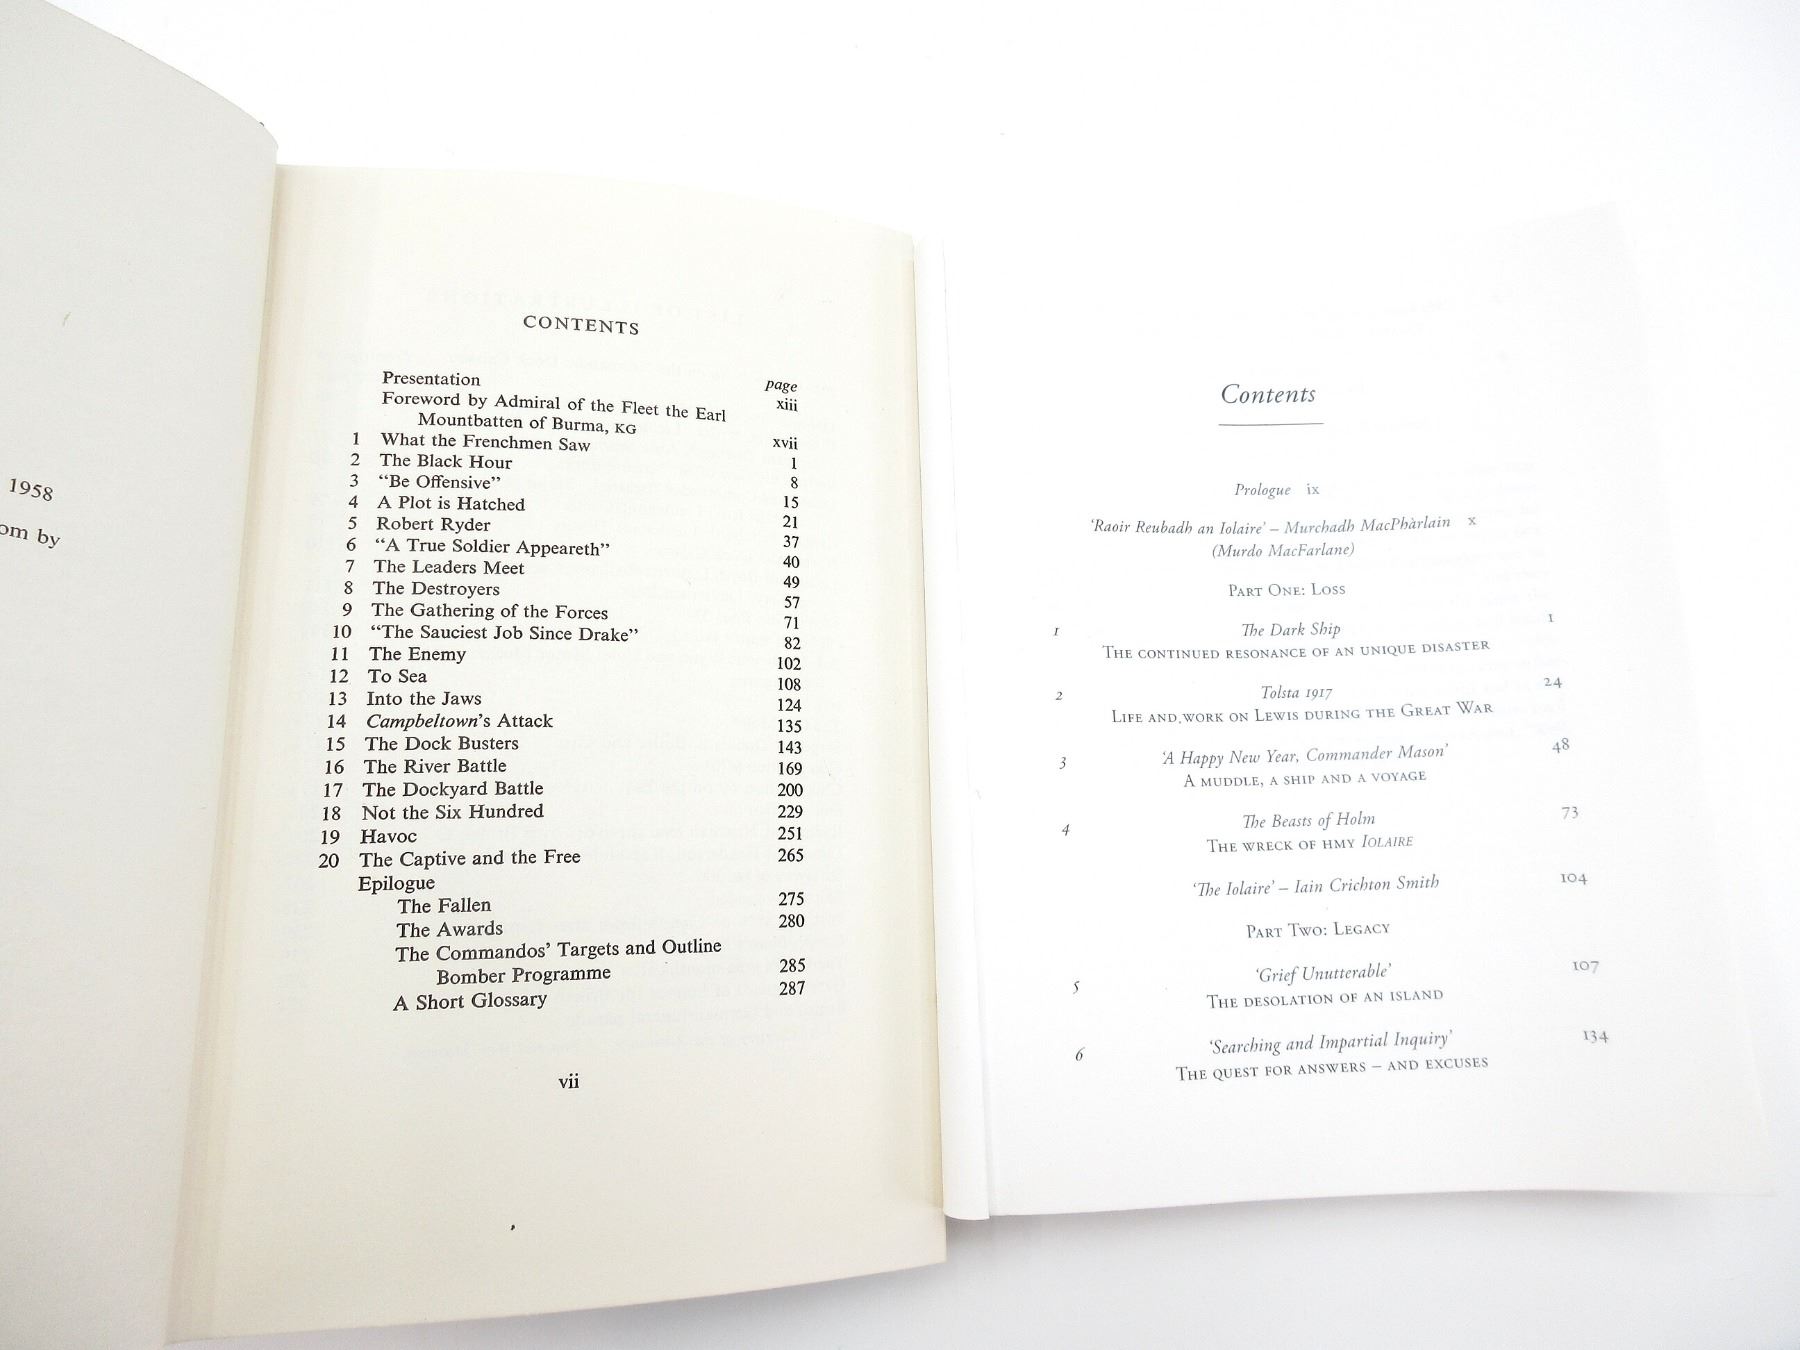 1958
om by
CONTENTS
page
Presentation xiii
Foreword by Admiral of the Fleet the Earl
Mountbatten of Burma, KG xvii
1 What the Frenchmen Saw 1
2 The Black Hour 8
3 “Be Offensive” 15
4 A Plot is Hatched 21
5 Robert Ryder 37
6 “A True Soldier Appeareth” 40
7 The Leaders Meet 49
8 The Destroyers 57
9 The Gathering of the Forces 71
10 “The Sauciest Job Since Drake” 82
11 The Enemy 102
12 To Sea 108
13 Into the Jaws 124
14 Campbeltown’s Attack 135
15 The Dock Busters 143
16 The River Battle 169
17 The Dockyard Battle 200
18 Not the Six Hundred 229
19 Havoc 251
20 The Captive and the Free 265
Epilogue
The Fallen 275
The Awards 280
The Commandos’ Targets and Outline
Bomber Programme 285
A Short Glossary 287
vii
Contents
Prologue ix
‘Raoir Reubadh an Iolaire’ – Murchadh MacPhàrlain x
(Murdo MacFarlane)
Part One: Loss
1 The Dark Ship 1
The continued resonance of an unique disaster
2 Tolsta 1917 24
Life and work on Lewis during the Great War
3 ‘A Happy New Year, Commander Mason’ 48
A muddle, a ship and a voyage
4 The Beasts of Holm 73
The wreck of HMY Iolaire
‘The Iolaire’ – Iain Crichton Smith 104
Part Two: Legacy
5 ‘Grief Unutterable’ 107
The desolation of an island
6 ‘Searching and Impartial Inquiry’ 134
The quest for answers – and excuses